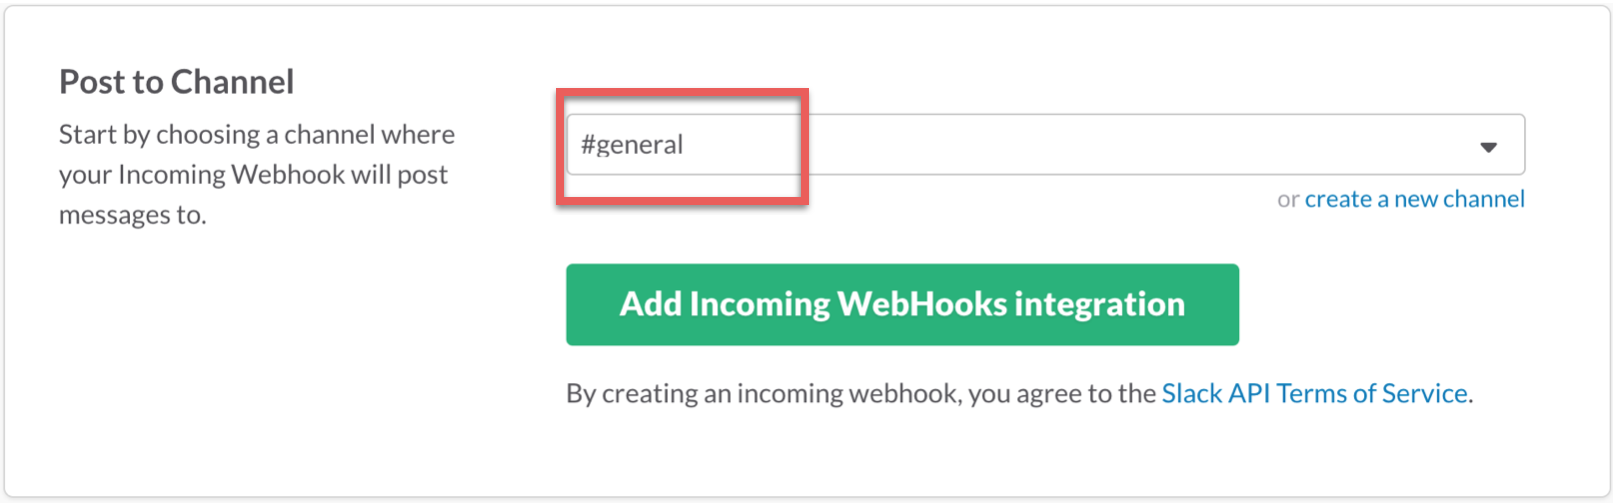 Post to Channel
Start by choosing a channel where
your Incoming Webhook will post
messages to.
#general
or create a new channel
Add Incoming WebHooks integration
By creating an incoming webhook, you agree to the Slack API Terms of Service.